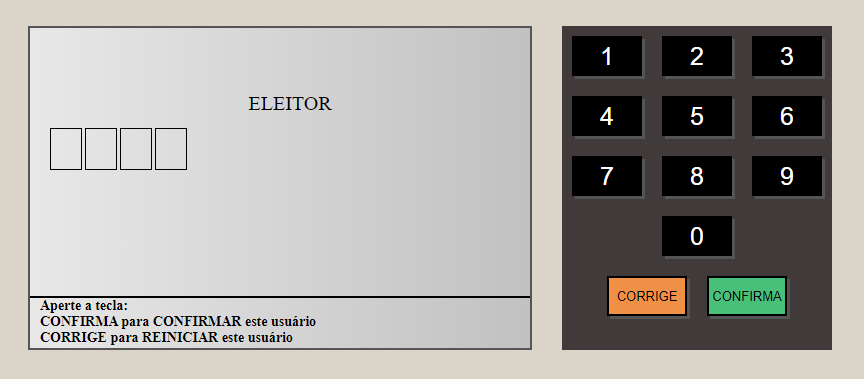 ELEITOR
Aperte a tecla:
CONFIRMA para CONFIRMAR este usuário
CORRIGE para REINICIAR este usuário
1 2 3
4 5 6
7 8 9
0
CORRIGE CONFIRMA